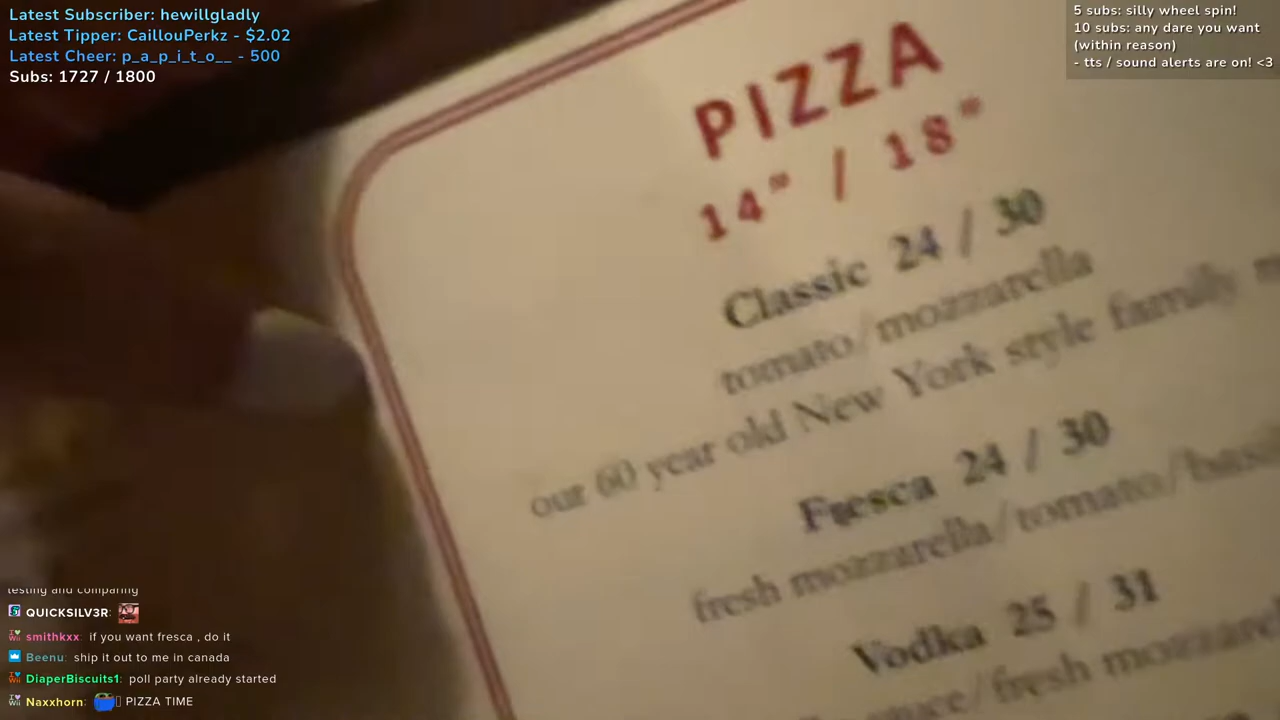 Latest Subscriber: hewillgladly
Latest Tipper: CaillouPerkz - $2.02
Latest Cheer: p_a_p_i_t_o__ - 500
Subs: 1727 / 1800
5 subs: silly wheel spin!
10 subs: any dare you want
(within reason)
- tts / sound alerts are on! <3
PIZZA
14" / 18"
Classic 24 / 30
tomato/mozzarella
our 60 year old New York style family
Fresca 24 / 30
fresh mozzarella/tomato/
Vodka 25 / 31
sauce/fresh
testing and comparing
QUICKSILV3R:
smithkxx: if you want fresca , do it
Beenu: ship it out to me in canada
DiaperBiscuits1: poll party already started
Naxxhorn: PIZZA TIME